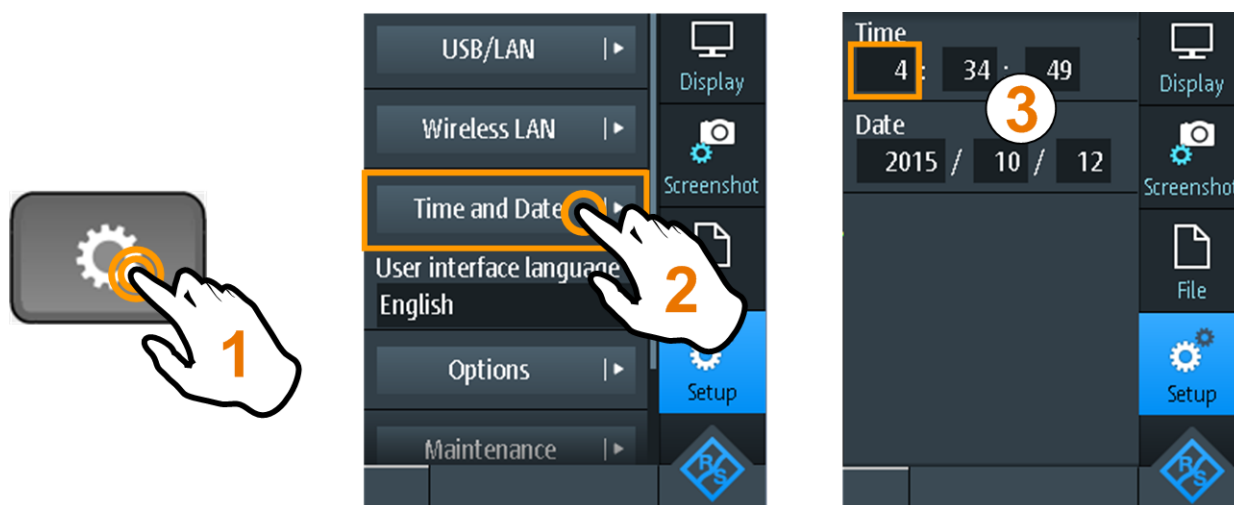 1
USB/LAN
Wireless LAN
Time and Date
User interface language
English
Options
Maintenance
Display
Screenshot
Setup
R/S
2
Time
4 : 34 : 49
Date
2015 / 10 / 12
3
Display
Screenshot
File
Setup
R/S